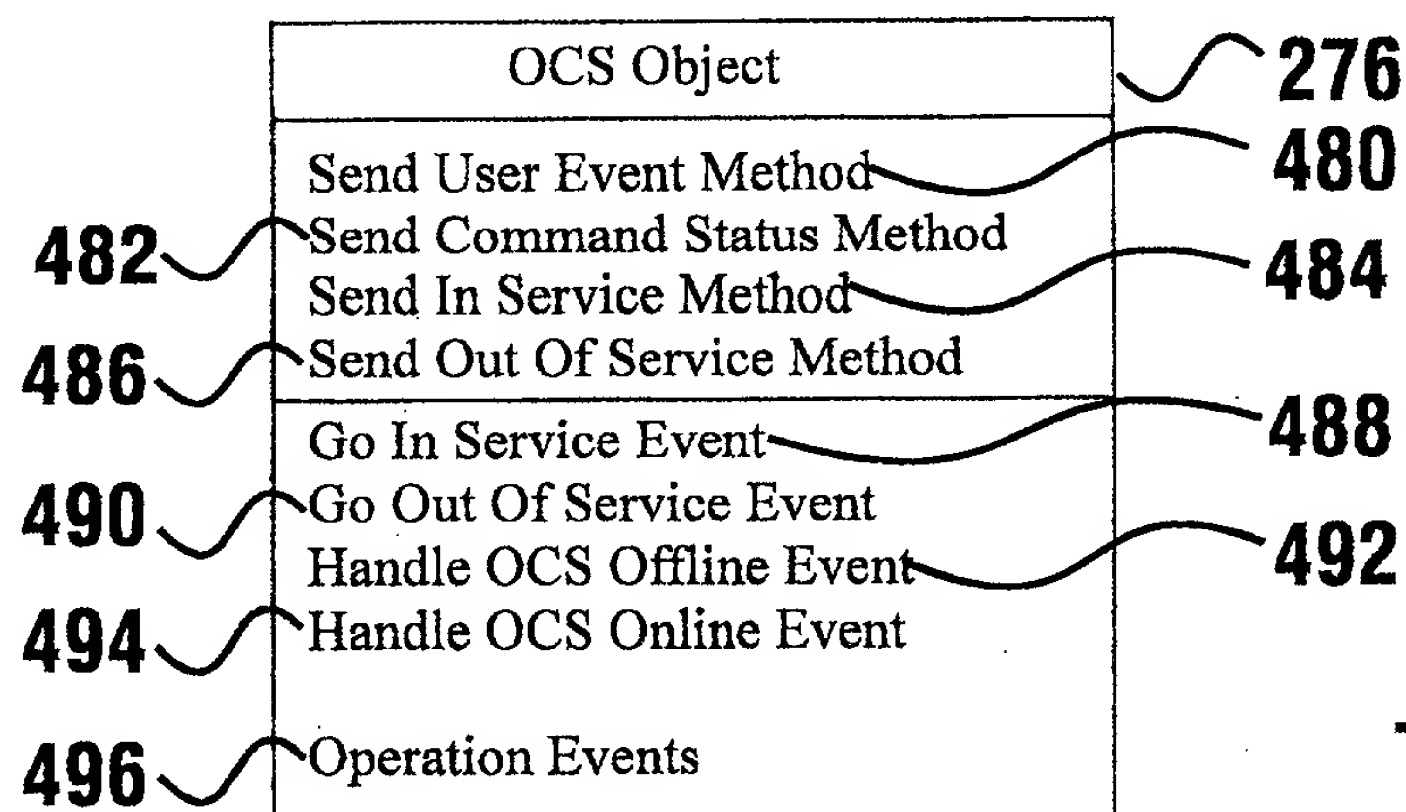 OCS Object 276
Send User Event Method 480
482 Send Command Status Method
Send In Service Method 484
486 Send Out Of Service Method
Go In Service Event 488
490 Go Out Of Service Event
Handle OCS Offline Event 492
494 Handle OCS Online Event
496 Operation Events